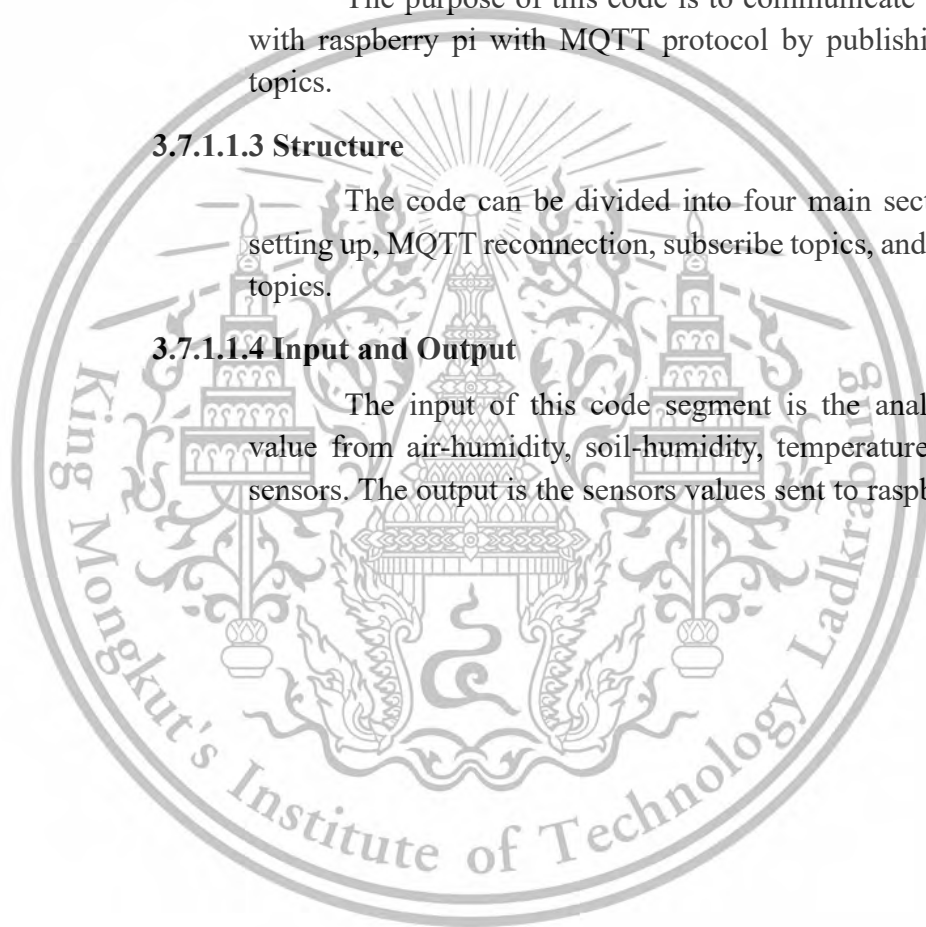 The purpose of this code is to communicate
with raspberry pi with MQTT protocol by publishi
topics.
3.7.1.1.3 Structure
The code can be divided into four main sect
setting up, MQTT reconnection, subscribe topics, and
topics.
3.7.1.1.4 Input and Output
The input of this code segment is the anal
value from air-humidity, soil-humidity, temperature
sensors. The output is the sensors values sent to raspb
King Mongkut's Institute of Technology Ladkrabang